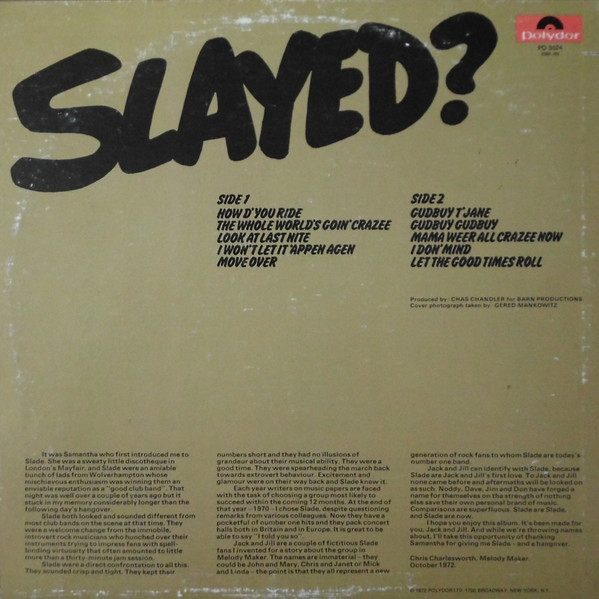 SLAYED?
Polydor
PD 5524
SIDE 1
HOW D'YOU RIDE
THE WHOLE WORLD'S GOIN' CRAZEE
LOOK AT LAST NITE
I WON'T LET IT 'APPEN AGEN
MOVE OVER
SIDE 2
GUDBUY T'JANE
GUDBUY GUDBUY
MAMA WEER ALL CRAZEE NOW
I DON' MIND
LET THE GOOD TIMES ROLL
Produced by: CHAS CHANDLER for BARN PRODUCTIONS
Cover photograph taken by: GERED MANKOWITZ
It was Samantha who first introduced me to
Slade. She was a sweaty little discotheque in
London's Mayfair, and Slade were an amiable
bunch of lads from Wolverhampton whose
mischievous enthusiasm was winning them an
enviable reputation as a "good club band". That
night was well over a couple of years ago but it
stuck in my memory considerably longer than the
following day's hangover.
Slade both looked and sounded different from
most club bands on the scene at that time. They
were a welcome change from the immobile,
introvert rock musicians who hunched over their
instruments trying to impress fans with spell-
binding virtuosity that often amounted to little
more than a thirty-minute jam session.
Slade were a direct confrontation to all this.
They sounded crisp and tight. They kept their
numbers short and they had no illusions of
grandeur about their musical ability. They were a
good time. They were spearheading the march back
towards extrovert behaviour. Excitement and
glamour were on their way back and Slade knew it.
Each year writers on music papers are faced
with the task of choosing a group most likely to
succeed within the coming 12 months. At the end of
that year - 1970 - I chose Slade, despite questioning
remarks from various colleagues. Now they have a
pocketful of number one hits and they pack concert
halls both in Britain and in Europe. It is great to be
able to say "I told you so".
Jack and Jill are a couple of fictitious Slade
fans I invented for a story about the group in
Melody Maker. The names are immaterial - they
could be John and Mary, Chris and Janet or Mick
and Linda - the point is that they all represent a new
generation of rock fans to whom Slade are today's
number one band.
Jack and Jill can identify with Slade, because
Slade are Jack and Jill's first love. To Jack and Jill
none came before and aftermaths will be looked on
as such. Noddy, Dave, Jim and Don have forged a
name for themselves on the strength of nothing
else save their own personal brand of music.
Comparisons are superfluous. Slade are Slade,
and Slade are now.
I hope you enjoy this album. It's been made for
you, Jack and Jill. And while we're throwing names
about, I'll take this opportunity of thanking
Samantha for giving me Slade - and a hangover.
Chris Charlesworth, Melody Maker
October 1972.
© 1972 POLYDOR LTD. 1700 BROADWAY, NEW YORK, N.Y.